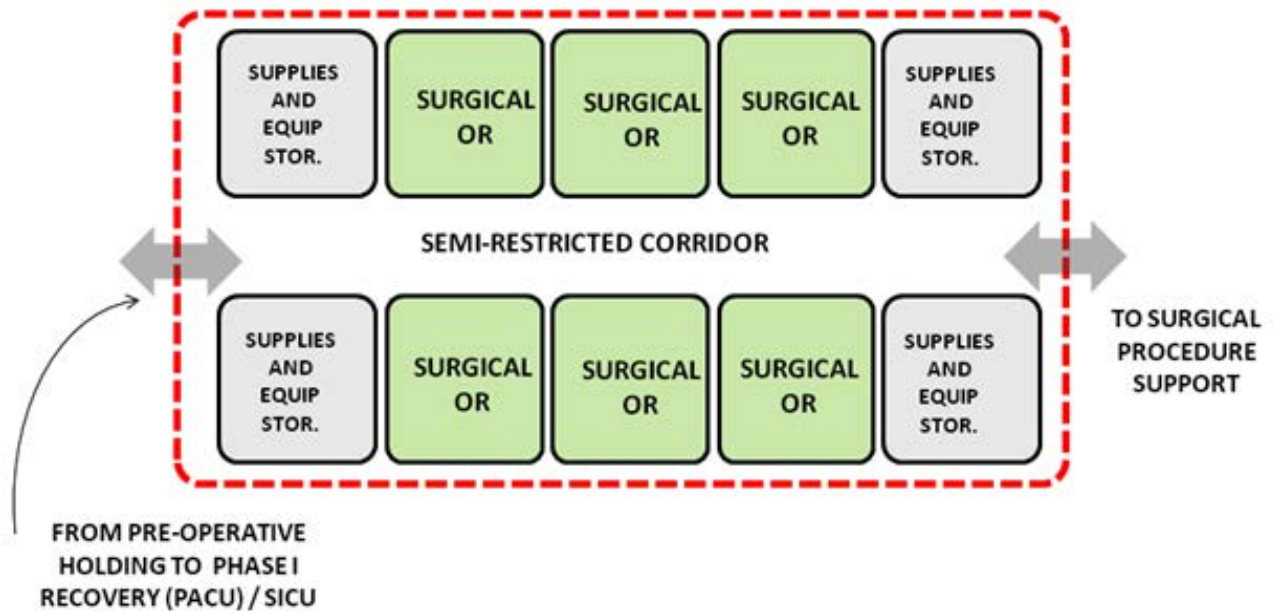 SUPPLIES
AND
EQUIP
STOR.
SURGICAL
OR
SURGICAL
OR
SURGICAL
OR
SUPPLIES
AND
EQUIP
STOR.
SEMI-RESTRICTED CORRIDOR
SUPPLIES
AND
EQUIP
STOR.
SURGICAL
OR
SURGICAL
OR
SURGICAL
OR
SUPPLIES
AND
EQUIP
STOR.
TO SURGICAL
PROCEDURE
SUPPORT
FROM PRE-OPERATIVE
HOLDING TO PHASE I
RECOVERY (PACU) / SICU